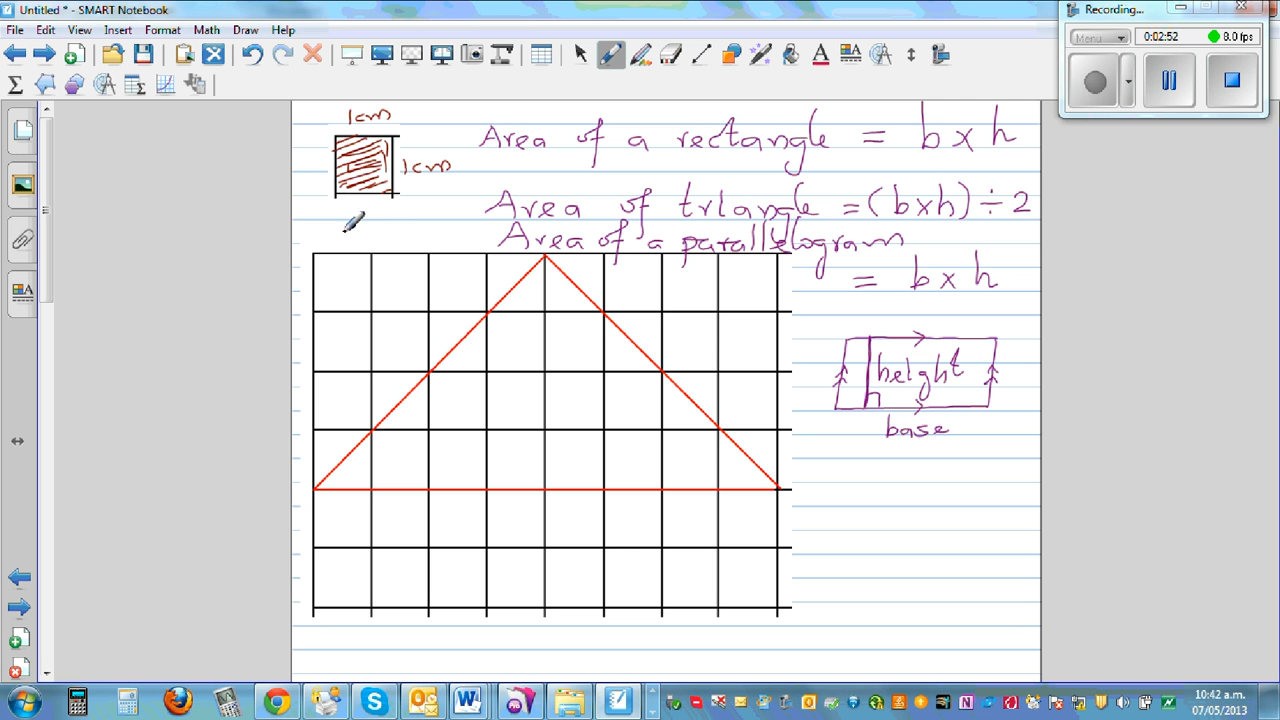 Untitled * - SMART Notebook
Recording...
File Edit View Insert Format Math Draw Help
Menu
0:02:52
8.0 fps
1cm
1cm
Area of a rectangle = b x h
Area of trIangle = (bxh) ÷ 2
Area of a parallelogram
= b x h
heIght
base
10:42 a.m.
07/05/2013